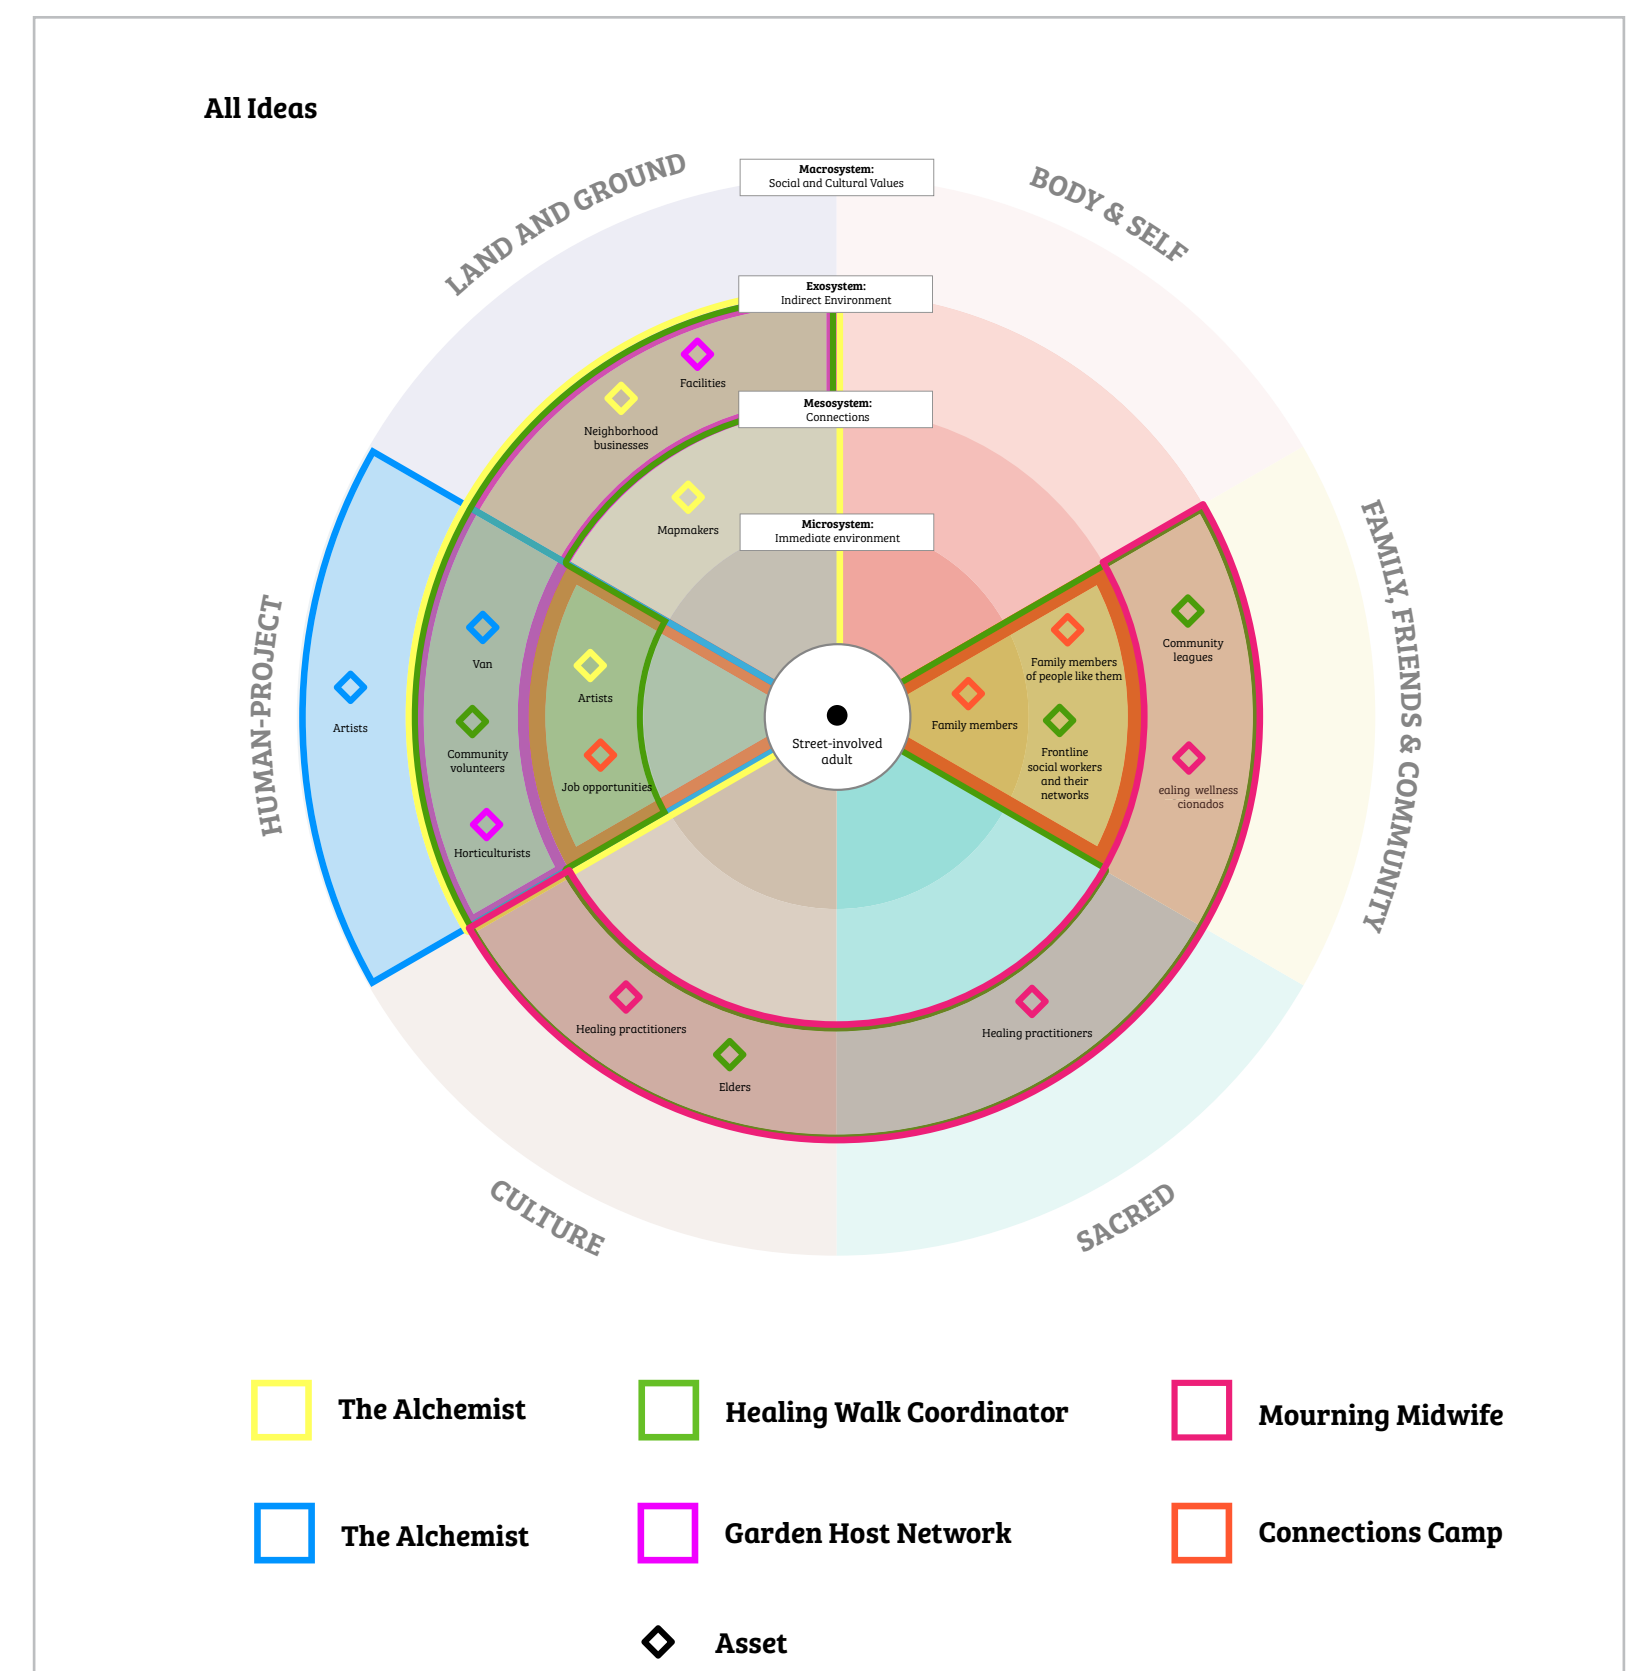 All Ideas
LAND AND GROUND
BODY & SELF
FAMILY, FRIENDS & COMMUNITY
SACRED
CULTURE
HUMAN-PROJECT
Macrosystem:
Social and Cultural Values
Exosystem:
Indirect Environment
Mesosystem:
Connections
Microsystem:
Immediate environment
Street-involved
adult
Facilities
Neighborhood
businesses
Mapmakers
Artists
Van
Community
volunteers
Horticulturists
Artists
Job opportunities
Family members
of people like them
Family members
Frontline
social workers
and their
networks
Community
leagues
ealing wellness
cionados
Healing practitioners
Elders
Healing practitioners
The Alchemist
Healing Walk Coordinator
Mourning Midwife
The Alchemist
Garden Host Network
Connections Camp
Asset